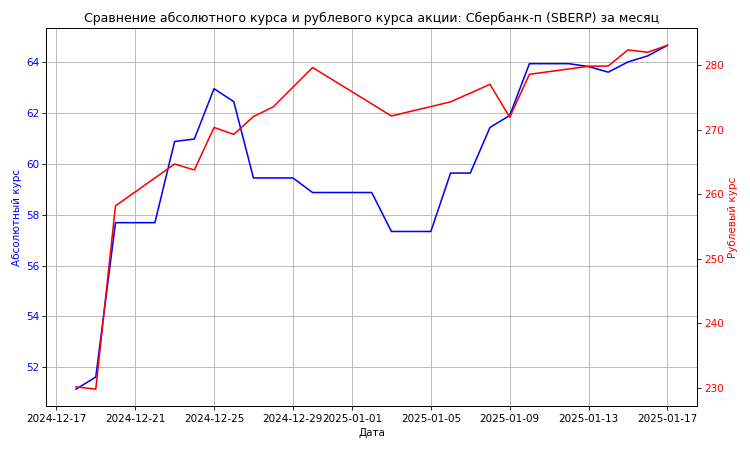 Сравнение абсолютного курса и рублевого курса акции: Сбербанк-п (SBERP) за месяц
64
62
60
58
56
54
52
Абсолютный курс
280
270
260
250
240
230
Рублевый курс
2024-12-17 2024-12-21 2024-12-25 2024-12-29 2025-01-01 2025-01-05 2025-01-09 2025-01-13 2025-01-17
Дата